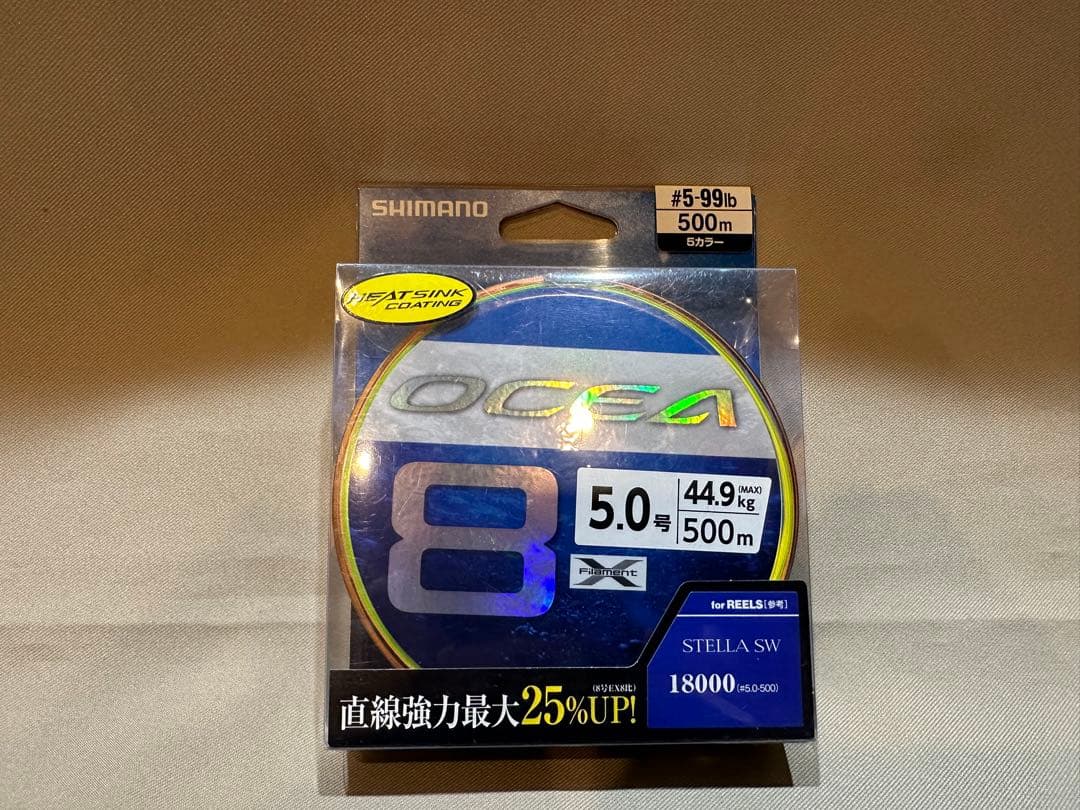 SHIMANO
#5-99lb
500m
5カラー
HEATSINK
COATING
OCEA
8
5.0号
44.9(MAX)kg
500m
X
Filament
for REELS[参考]
STELLA SW
18000(#5.0-500)
(8号EX8比)
直線強力最大25%UP!